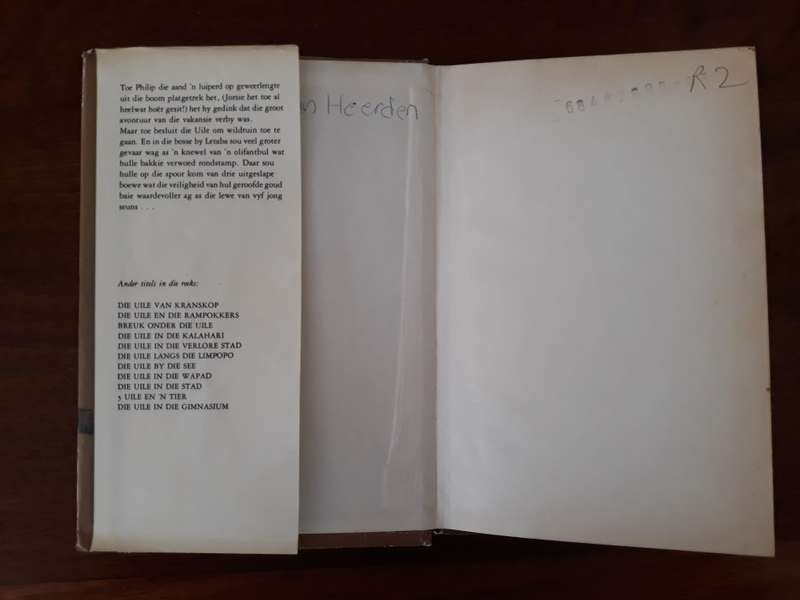 Toe Philip die aand 'n luiperd op geweerlengte
uit die boom platgetrek het, (Jorsie het toe al
heelwat hoër gesit!) het hy gedink dat die groot
avontuur van die vakansie verby was.
Maar toe besluit die Uile om wildtuin toe te
gaan. En in die bosse by Letaba sou veel groter
gevaar wag as 'n knewel van 'n olifantbul wat
hulle bakkie verwoed rondstamp. Daar sou
hulle op die spoor kom van drie uitgeslape
boewe wat die veiligheid van hul geroofde goud
baie waardevoller ag as die lewe van vyf jong
seuns . . .
Ander titels in die reeks:
DIE UILE VAN KRANSKOP
DIE UILE EN DIE RAMPOKKERS
BREUK ONDER DIE UILE
DIE UILE IN DIE KALAHARI
DIE UILE IN DIE VERLORE STAD
DIE UILE LANGS DIE LIMPOPO
DIE UILE BY DIE SEE
DIE UILE IN DIE WAPAD
DIE UILE IN DIE STAD
5 UILE EN 'N TIER
DIE UILE IN DIE GIMNASIUM
Heerden
R2